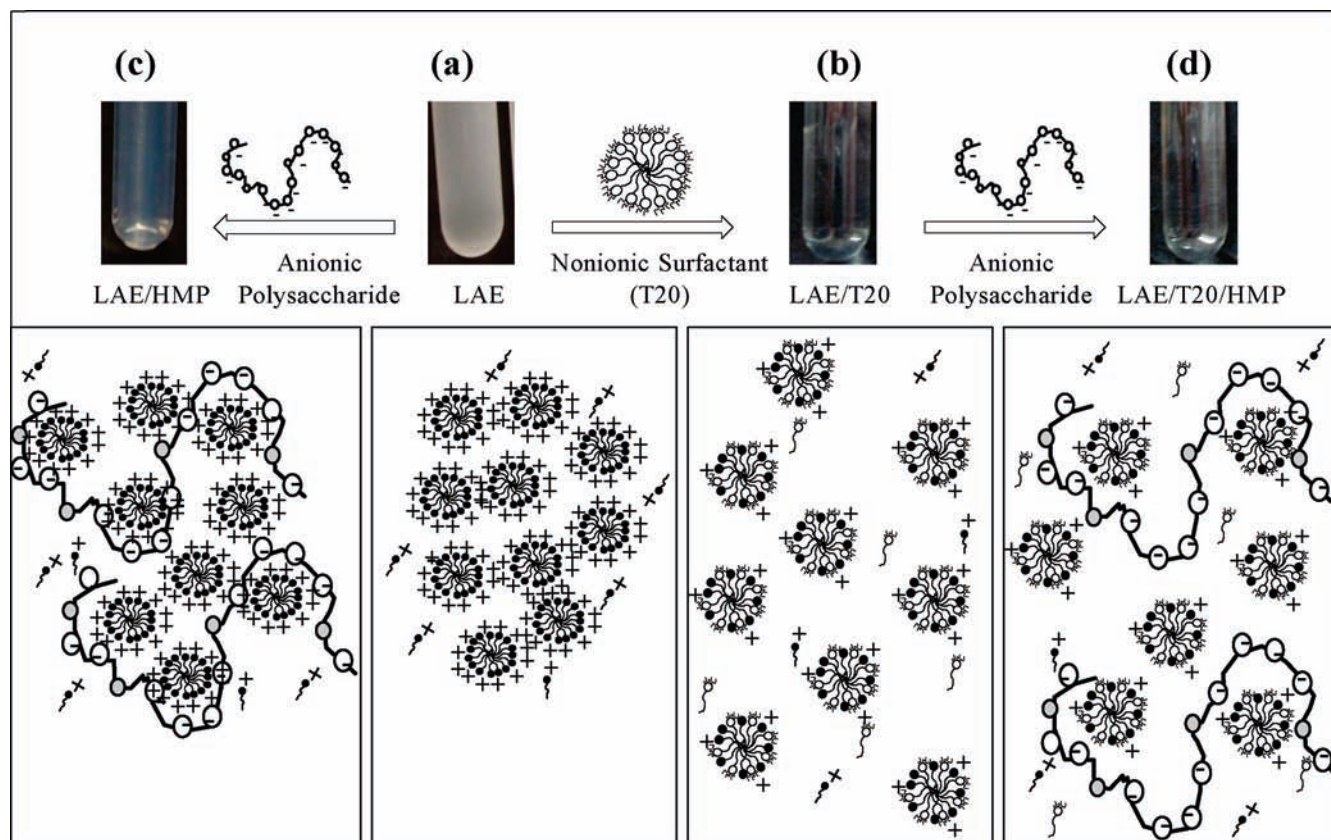 (c)
(a)
(b)
(d)
Anionic
Polysaccharide
Nonionic Surfactant
(T20)
Anionic
Polysaccharide
LAE/HMP
LAE
LAE/T20
LAE/T20/HMP